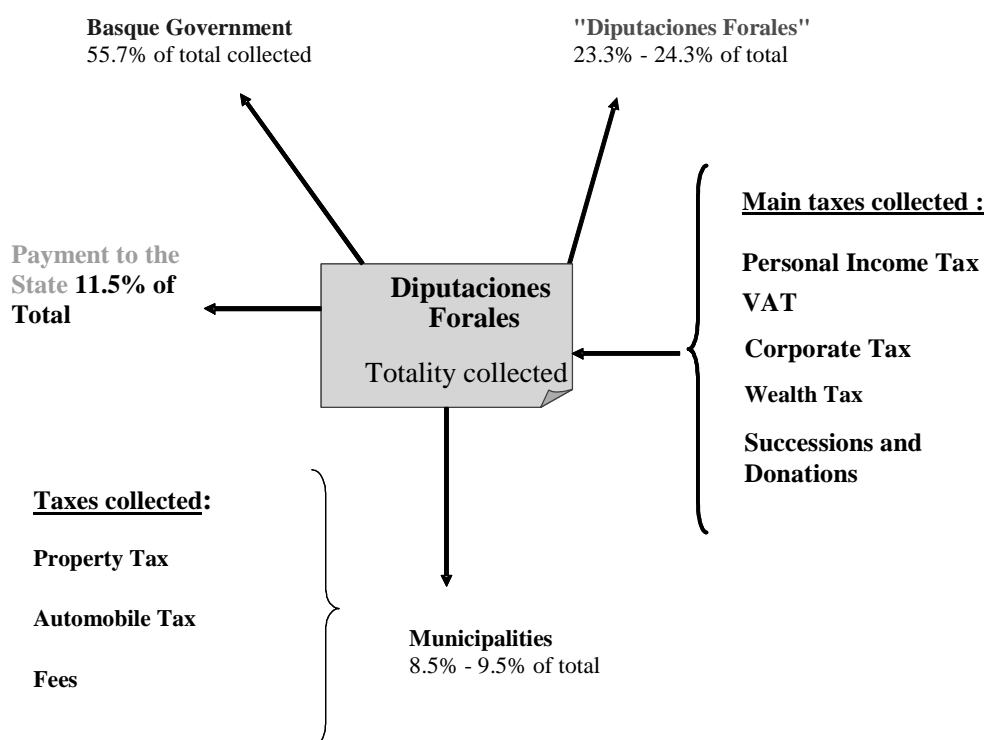 Basque Government
55.7% of total collected
"Diputaciones Forales"
23.3% - 24.3% of total
Payment to the
State 11.5% of
Total
Diputaciones
Forales
Totality collected
Main taxes collected :
Personal Income Tax
VAT
Corporate Tax
Wealth Tax
Successions and
Donations
Taxes collected:
Property Tax
Automobile Tax
Fees
Municipalities
8.5% - 9.5% of total